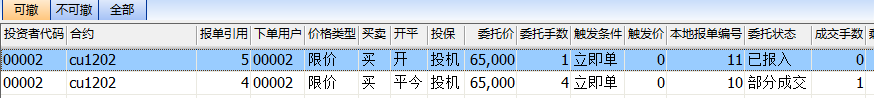 可撤 不可撤 全部
投资者代码 合约 报单引用 下单用户 价格类型 买卖 开平 投保 委托价 委托手数 触发条件 触发价 本地报单编号 委托状态 成交手数
00002 cu1202 5 00002 限价 买 开 投机 65,000 1 立即单 0 11 已报入 0
00002 cu1202 4 00002 限价 买 平今 投机 65,000 4 立即单 0 10 部分成交 1